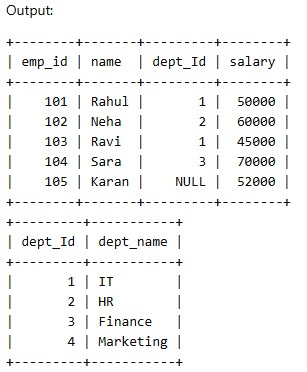 Output:
+--------+-------+---------+--------+
| emp_id | name  | dept_Id | salary |
+--------+-------+---------+--------+
|    101 | Rahul |       1 |  50000 |
|    102 | Neha  |       2 |  60000 |
|    103 | Ravi  |       1 |  45000 |
|    104 | Sara  |       3 |  70000 |
|    105 | Karan |    NULL |  52000 |
+--------+-------+---------+--------+
+---------+-----------+
| dept_Id | dept_name |
+---------+-----------+
|       1 | IT        |
|       2 | HR        |
|       3 | Finance   |
|       4 | Marketing |
+---------+-----------+